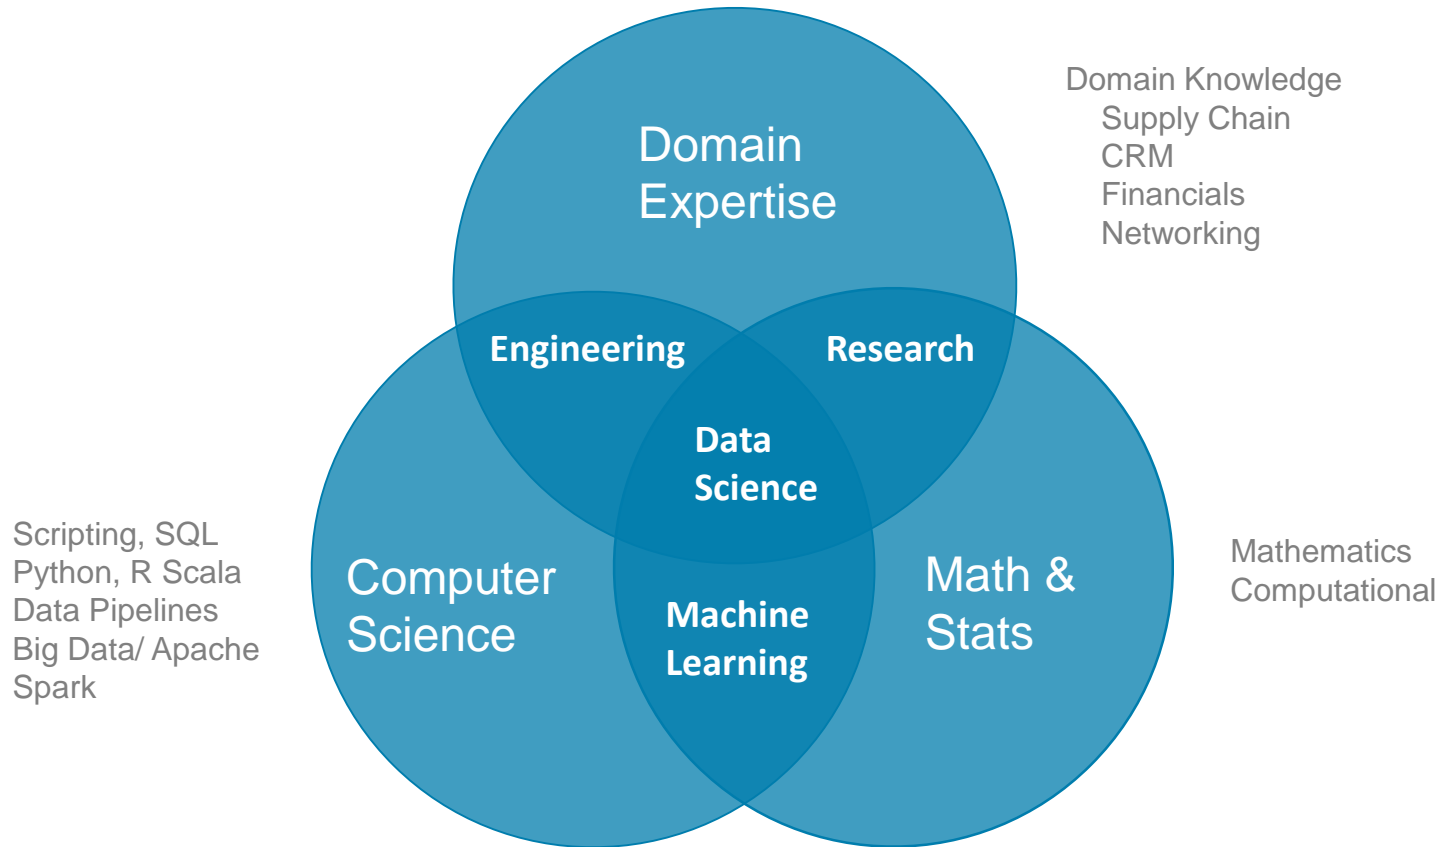 Domain Knowledge
Supply Chain
CRM
Financials
Networking
Domain
Expertise
Engineering
Research
Data
Science
Scripting, SQL
Python, R Scala
Data Pipelines
Big Data/ Apache
Spark
Computer
Science
Machine
Learning
Math &
Stats
Mathematics
Computational